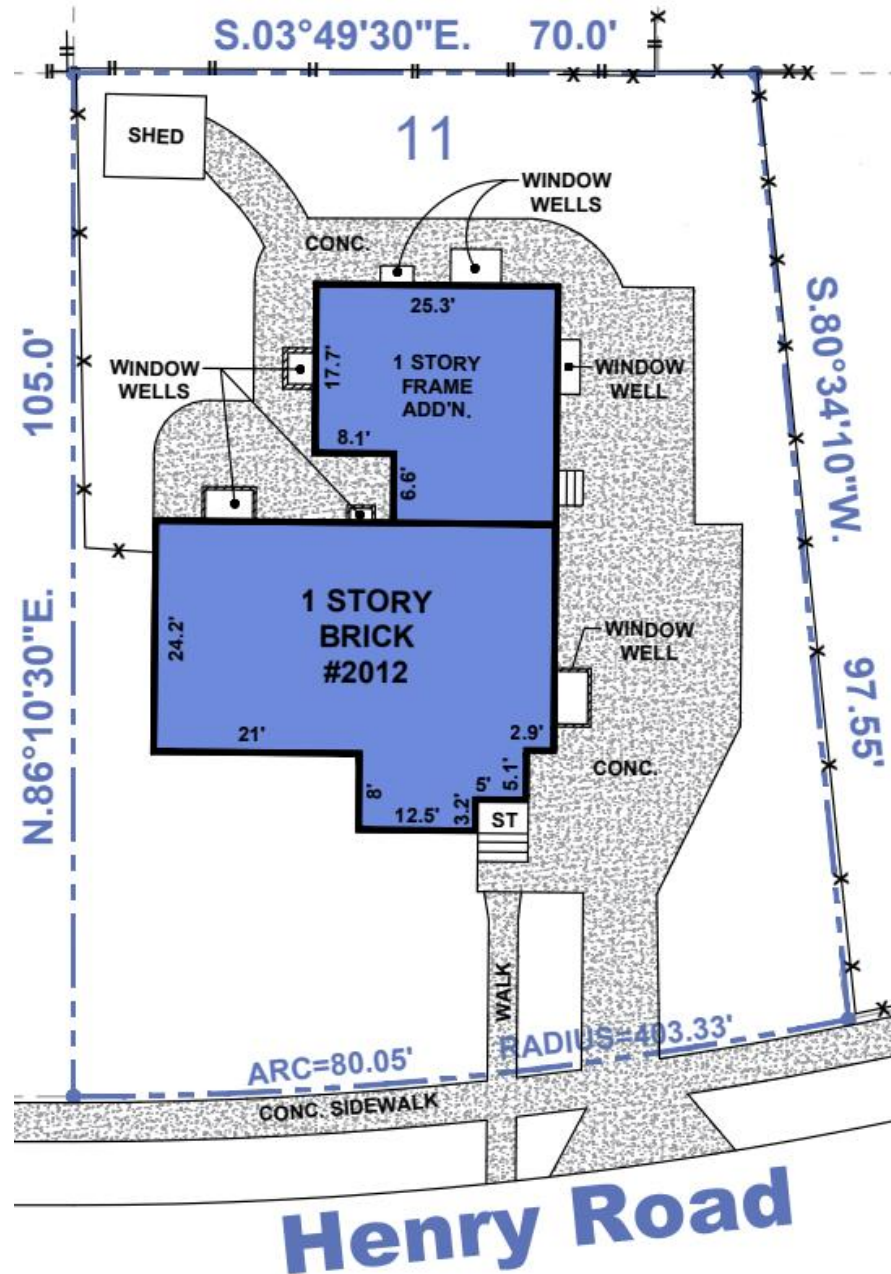 S.03°49'30"E. 70.0'
SHED
11
WINDOW
WELLS
CONC.
25.3'
105.0'
WINDOW
WELLS
17.7'
1 STORY
FRAME
ADD'N.
WINDOW
WELL
S.80°34'10"W.
8.1'
6.6'
N.86°10'30"E.
24.2'
1 STORY
BRICK
#2012
WINDOW
WELL
97.55'
21'
2.9'
CONC.
8'
12.5'
3.2'
5'
5.1'
ST
WALK
ARC=80.05' RADIUS=403.33'
CONC. SIDEWALK
Henry Road